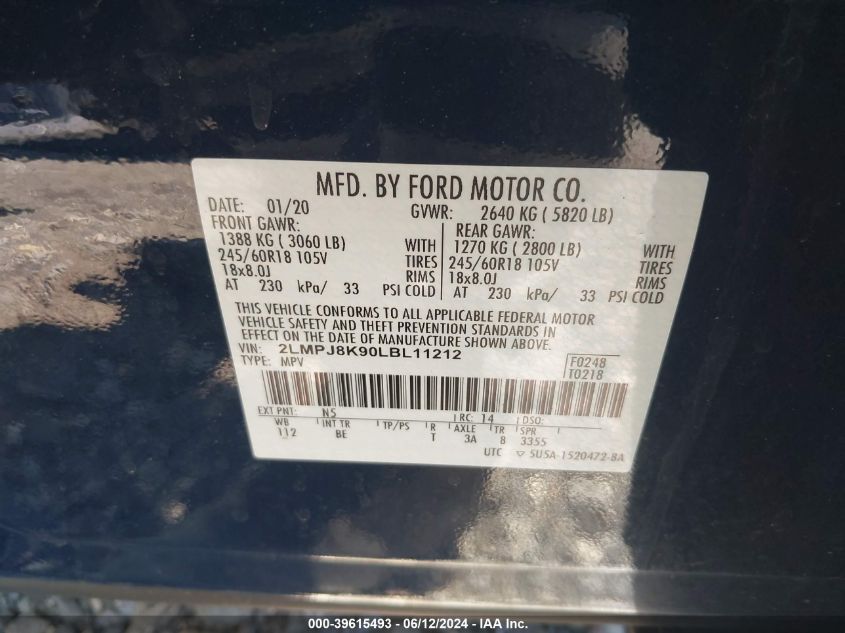 MFD. BY FORD MOTOR CO.
DATE: 01/20 GVWR: 2640 KG ( 5820 LB)
FRONT GAWR: REAR GAWR:
1388 KG ( 3060 LB) WITH 1270 KG ( 2800 LB) WITH
245/60R18 105V TIRES 245/60R18 105V TIRES
18x8.0J RIMS 18x8.0J RIMS
AT 230 kPa/ 33 PSI COLD AT 230 kPa/ 33 PSI COLD
THIS VEHICLE CONFORMS TO ALL APPLICABLE FEDERAL MOTOR
VEHICLE SAFETY AND THEFT PREVENTION STANDARDS IN
EFFECT ON THE DATE OF MANUFACTURE SHOWN ABOVE.
VIN: 2LMPJ8K90LBL11212 F0248
TYPE: MPV T0218
EXT PNT: N5 RC: 14 DSO:
WB INT TR TP/PS R AXLE TR SPR
112 BE T 3A 8 3355
UTC ▽ 5U5A-1520472-BA
000-39615493 - 06/12/2024 - IAA Inc.